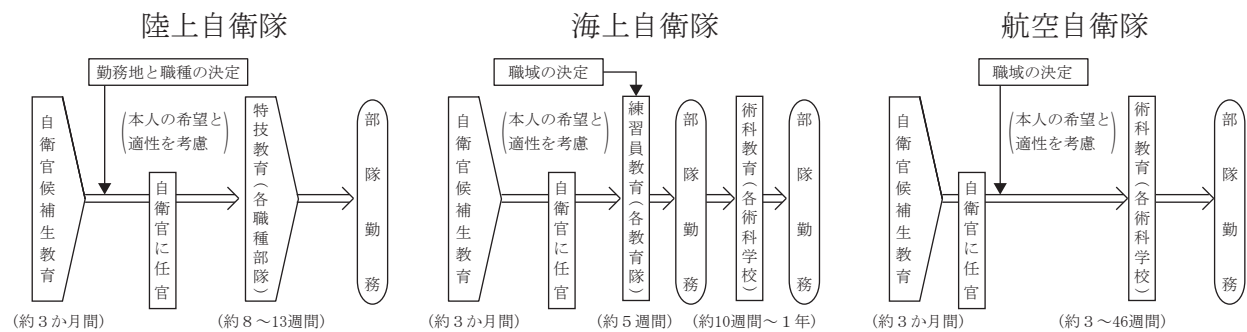 陸上自衛隊
勤務地と職種の決定
自衛官候補生教育
(本人の希望と
適性を考慮)
自衛官に任官
特技教育(各職種部隊)
部隊勤務
(約3か月間)
(約8～13週間)
海上自衛隊
職域の決定
自衛官候補生教育
(本人の希望と
適性を考慮)
自衛官に任官
練習員教育(各教育隊)
部隊勤務
術科教育(各術科学校)
部隊勤務
(約3か月間)
(約5週間)
(約10週間～1年)
航空自衛隊
職域の決定
自衛官候補生教育
自衛官に任官
(本人の希望と
適性を考慮)
術科教育(各術科学校)
部隊勤務
(約3か月間)
(約3～46週間)